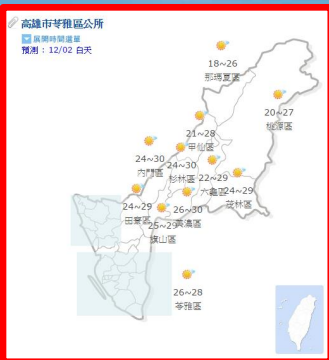 高雄市苓雅區公所
展開時間選單
預測 : 12/02 白天
18~26
那瑪夏區
20~27
桃源區
21~28
甲仙區
24~30
內門區
24~30
杉林區
22~29
六龜區
24~29
茂林區
24~29
田寮區
25~29
旗山區
26~30
美濃區
26~28
苓雅區